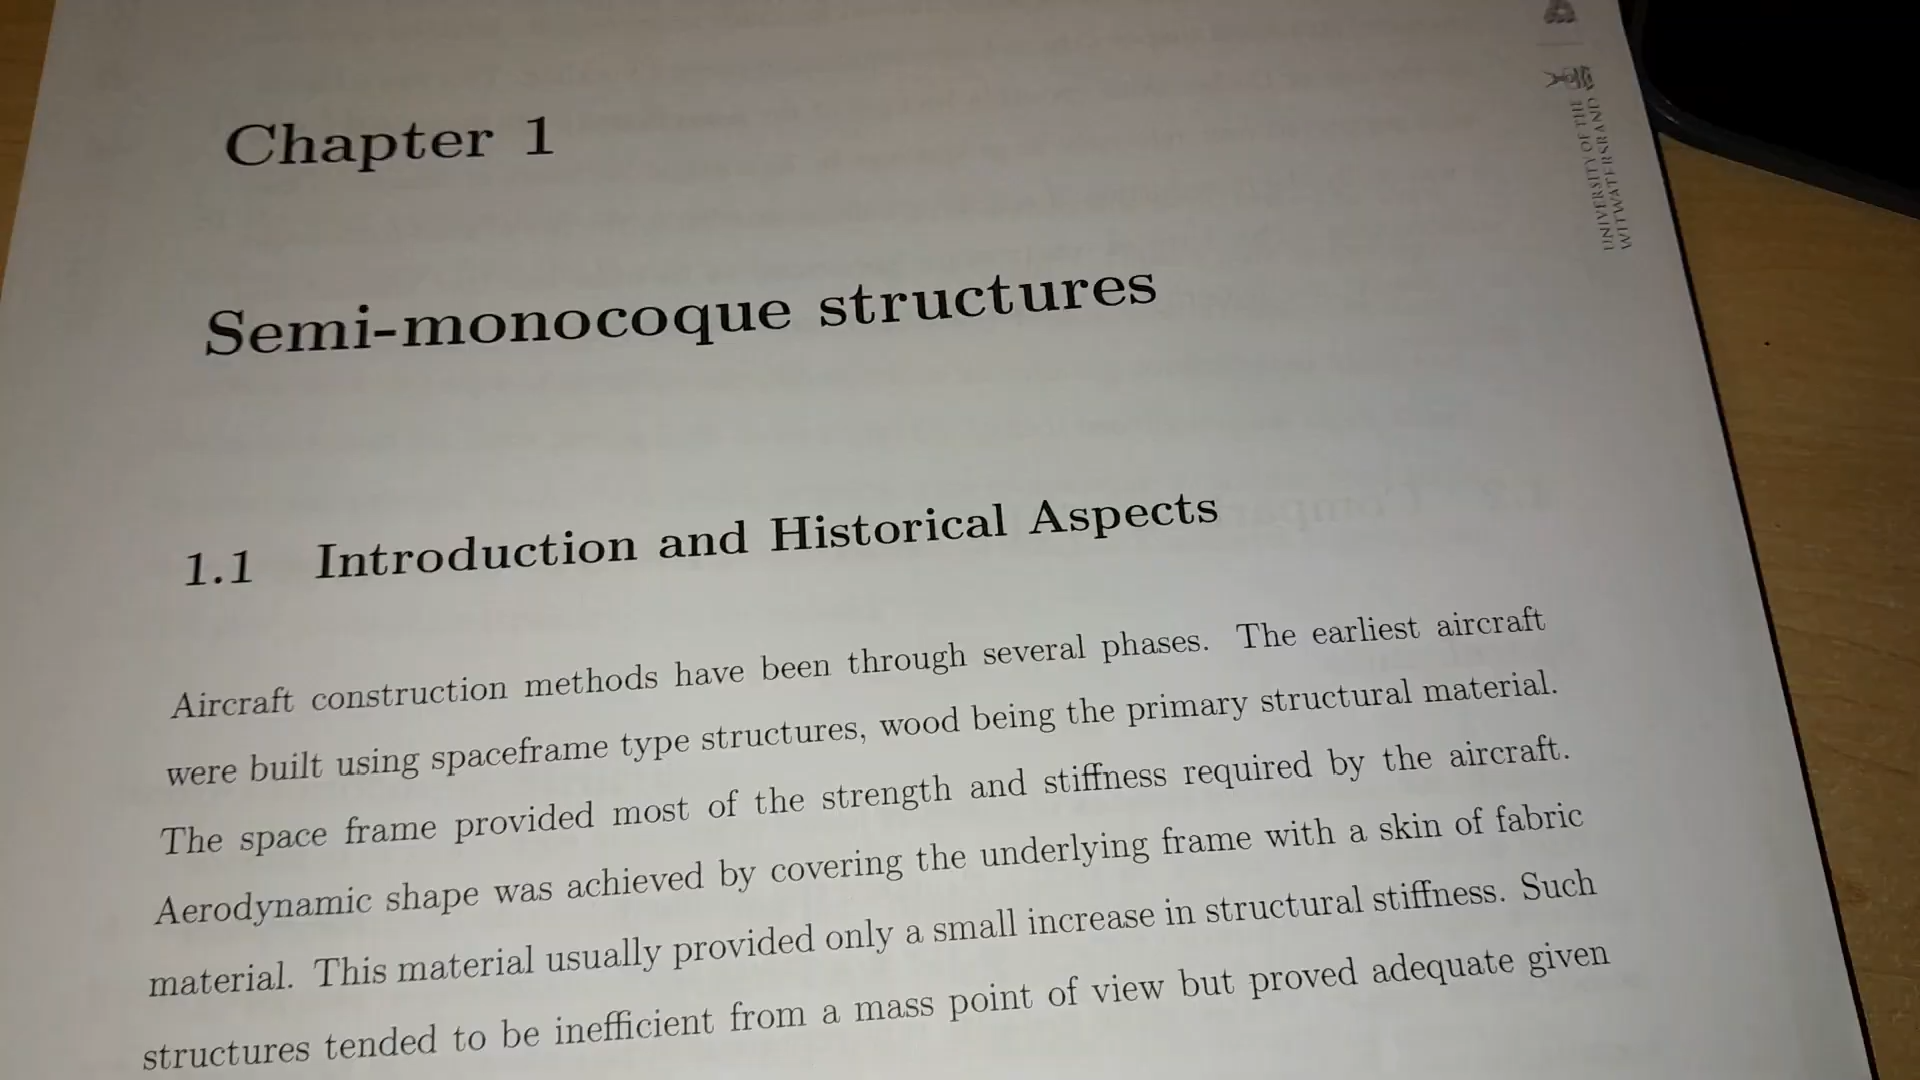 UNIVERSITY OF THE
WITWATERSRAND
Chapter 1
Semi-monocoque structures
1.1 Introduction and Historical Aspects
Aircraft construction methods have been through several phases. The earliest aircraft
were built using spaceframe type structures, wood being the primary structural material.
The space frame provided most of the strength and stiffness required by the aircraft.
Aerodynamic shape was achieved by covering the underlying frame with a skin of fabric
material. This material usually provided only a small increase in structural stiffness. Such
structures tended to be inefficient from a mass point of view but proved adequate given